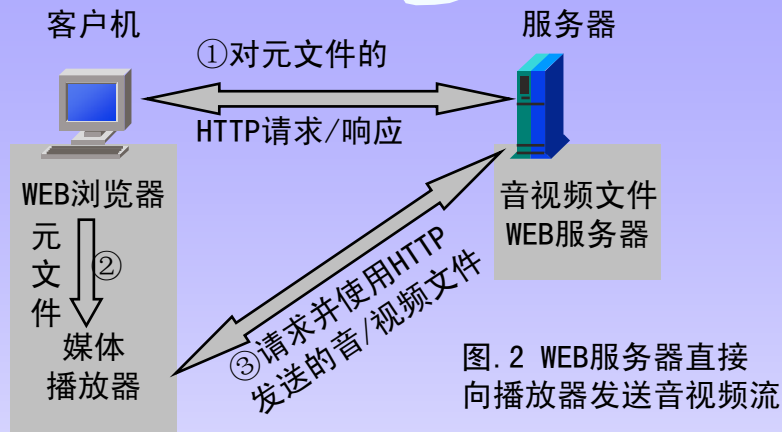 客户机
服务器
①对元文件的
HTTP请求/响应
WEB浏览器
元
文
件
②
媒体
播放器
音视频文件
WEB服务器
③请求并使用HTTP
发送的音/视频文件
图.2 WEB服务器直接
向播放器发送音视频流